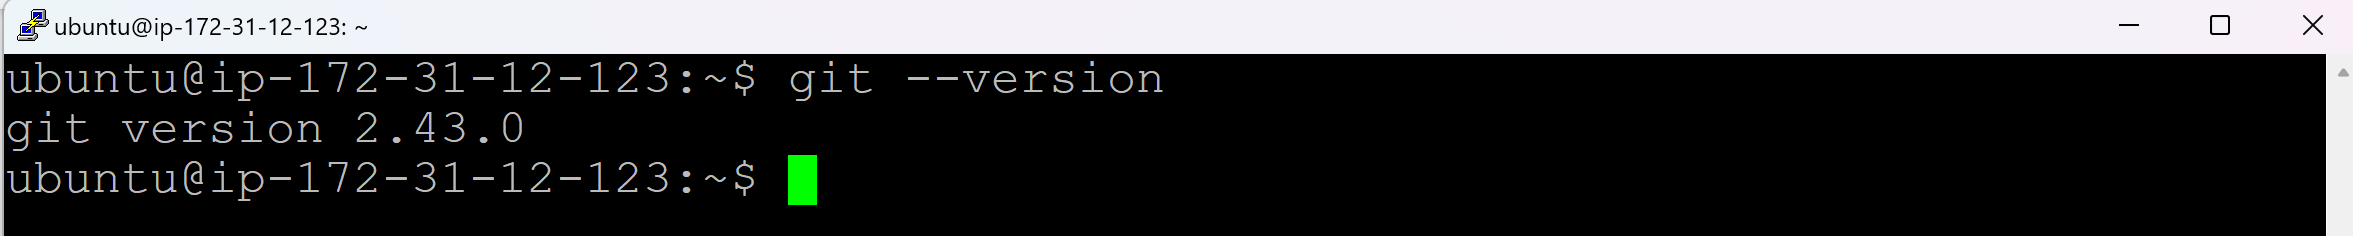 ubuntu@ip-172-31-12-123: ~
ubuntu@ip-172-31-12-123:~$ git --version
git version 2.43.0
ubuntu@ip-172-31-12-123:~$